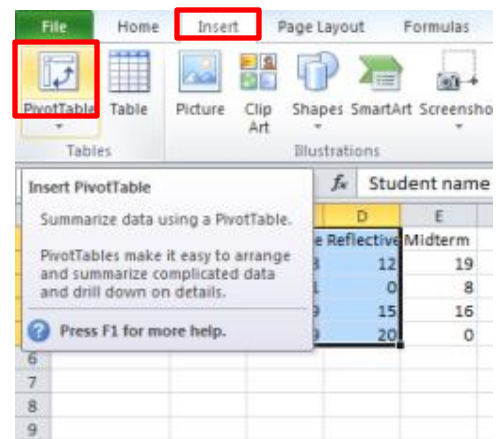 File Home Insert Page Layout Formulas
PivotTable Table Picture Clip Art Shapes SmartArt Screensho
Tables Illustrations
Insert PivotTable
fx Student name
Summarize data using a PivotTable.
D E
e Reflective Midterm
PivotTables make it easy to arrange
and summarize complicated data
and drill down on details.
12 19
0 8
15 16
20 0
Press F1 for more help.
6
7
8
9